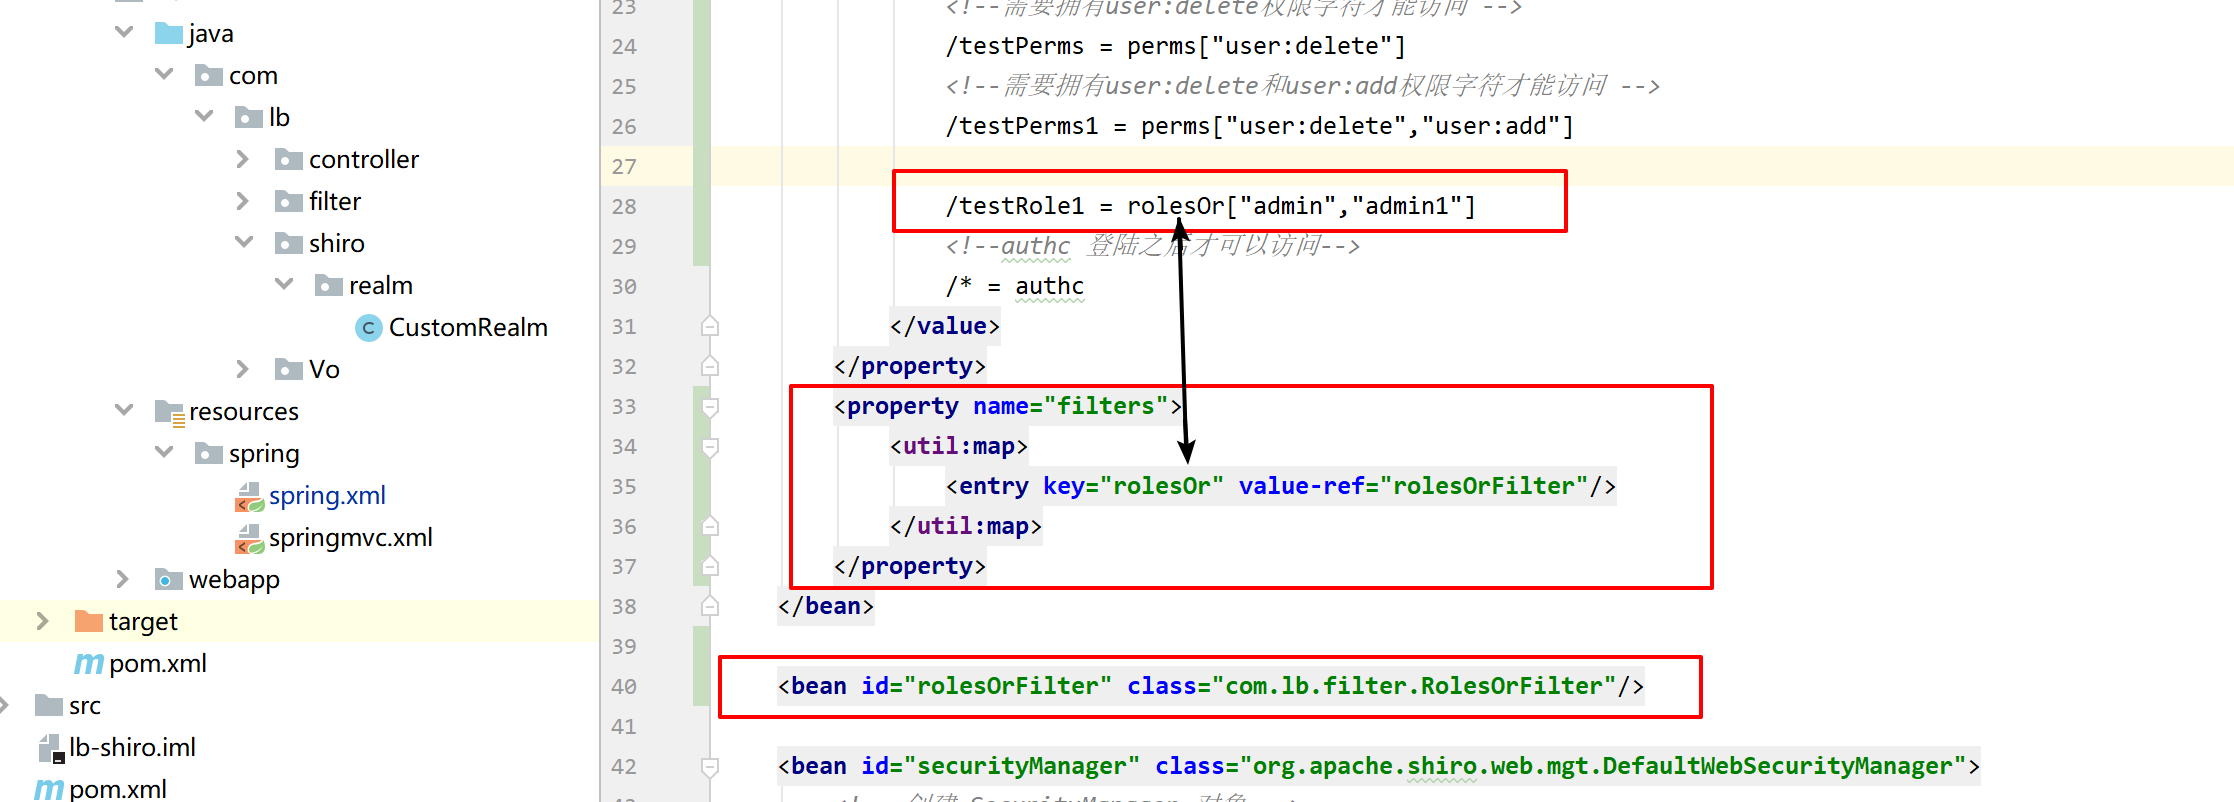 java
com
lb
controller
filter
shiro
realm
CustomRealm
Vo
resources
spring
spring.xml
springmvc.xml
webapp
target
pom.xml
src
lb-shiro.iml
pom.xml
23 <!--需要拥有user:delete权限字符才能访问 -->
24 /testPerms = perms["user:delete"]
25 <!--需要拥有user:delete和user:add权限字符才能访问 -->
26 /testPerms1 = perms["user:delete","user:add"]
27
28 /testRole1 = rolesOr["admin","admin1"]
29 <!--authc 登陆之后才可以访问-->
30 /* = authc
31 </value>
32 </property>
33 <property name="filters">
34 <util:map>
35 <entry key="rolesOr" value-ref="rolesOrFilter"/>
36 </util:map>
37 </property>
38 </bean>
39
40 <bean id="rolesOrFilter" class="com.lb.filter.RolesOrFilter"/>
41
42 <bean id="securityManager" class="org.apache.shiro.web.mgt.DefaultWebSecurityManager">
创建 SecurityManager 对象